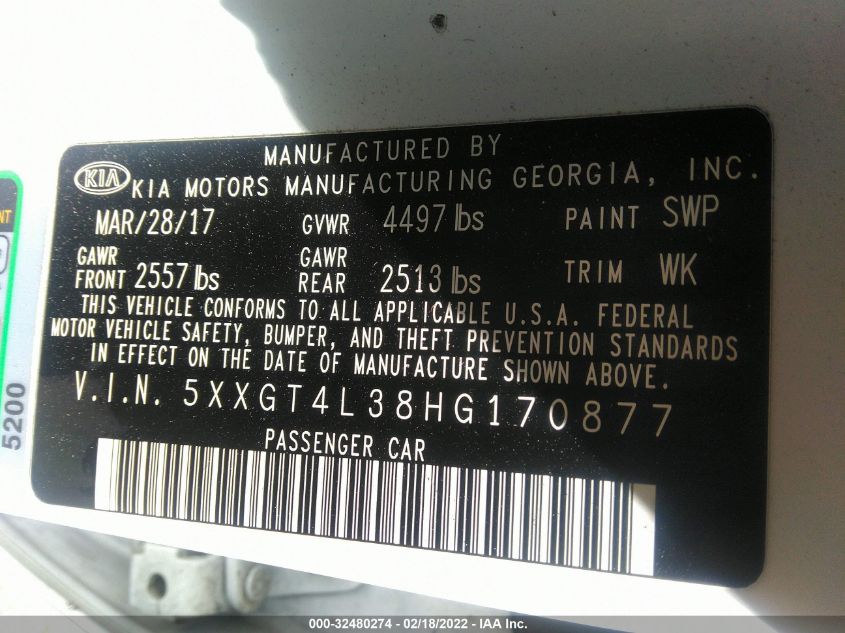 MANUFACTURED BY
KIA KIA MOTORS MANUFACTURING GEORGIA, INC.
MAR/28/17 GVWR 4497 lbs PAINT SWP
GAWR FRONT 2557 lbs GAWR REAR 2513 lbs TRIM WK
THIS VEHICLE CONFORMS TO ALL APPLICABLE U.S.A. FEDERAL
MOTOR VEHICLE SAFETY, BUMPER, AND THEFT PREVENTION STANDARDS
IN EFFECT ON THE DATE OF MANUFACTURE SHOWN ABOVE.
V.I.N. 5XXGT4L38HG170877
PASSENGER CAR
5200
000-32480274 - 02/18/2022 - IAA Inc.